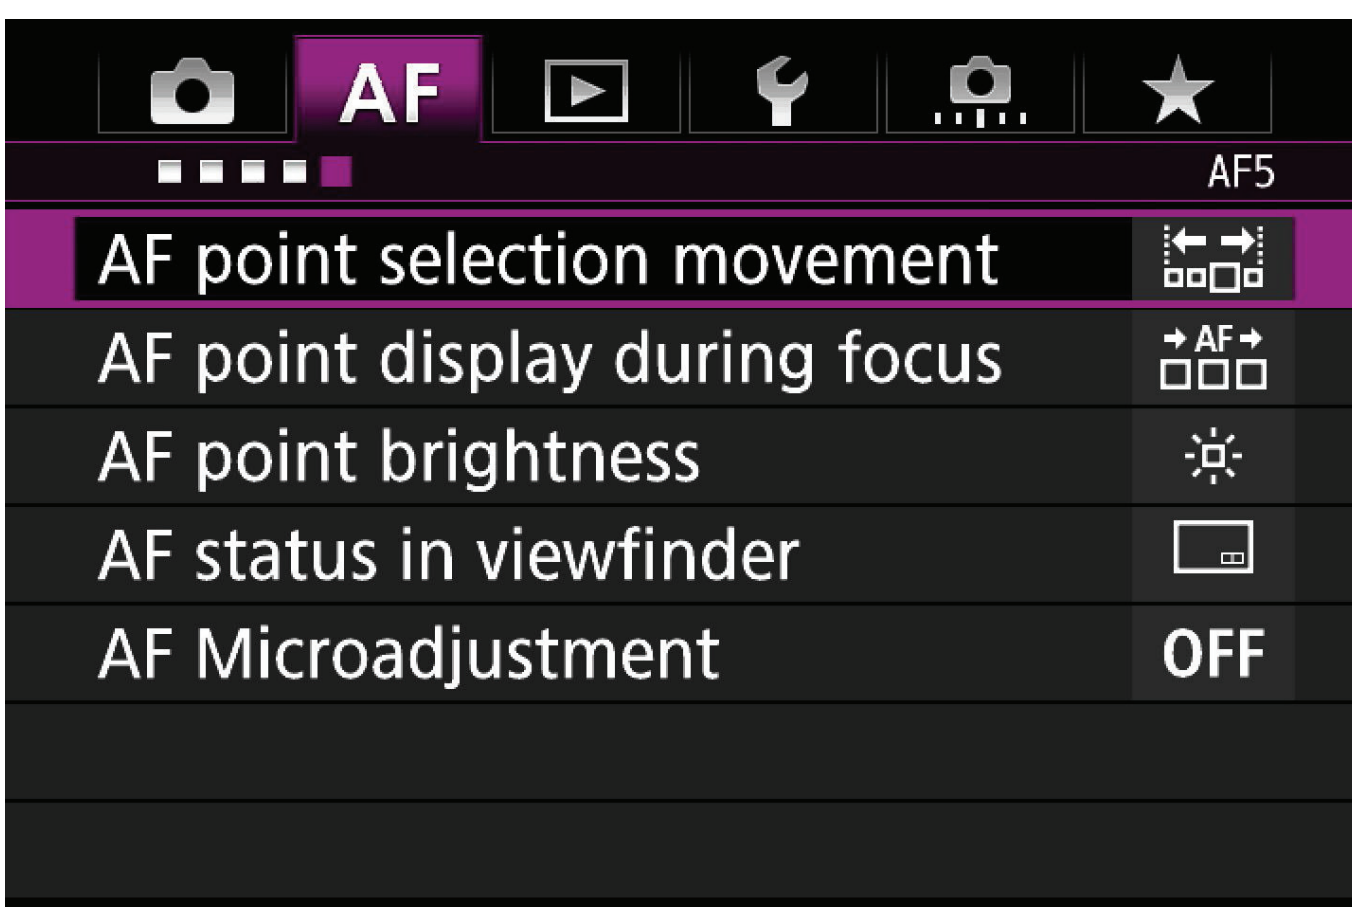 AF
AF5
AF point selection movement
AF point display during focus
AF
AF point brightness
AF status in viewfinder
AF Microadjustment
OFF